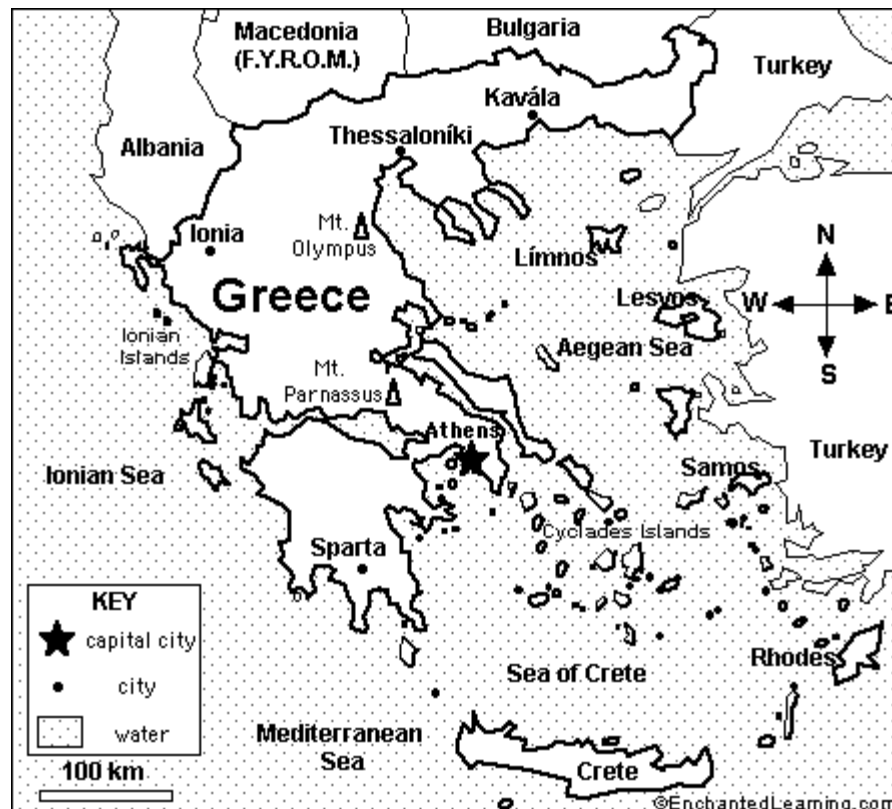 Macedonia
(F.Y.R.O.M.)
Bulgaria
Turkey
Kavála
Thessaloníki
Albania
Ionia
Mt.
Olympus
Límnos
N
W
E
S
Greece
Lesvos
Ionian
Islands
Aegean Sea
Mt.
Parnassus
Athens
Turkey
Ionian Sea
Samos
Cyclades Islands
Sparta
KEY
capital city
city
water
100 km
Sea of Crete
Rhodes
Mediterranean
Sea
Crete
©EnchantedLearning.com